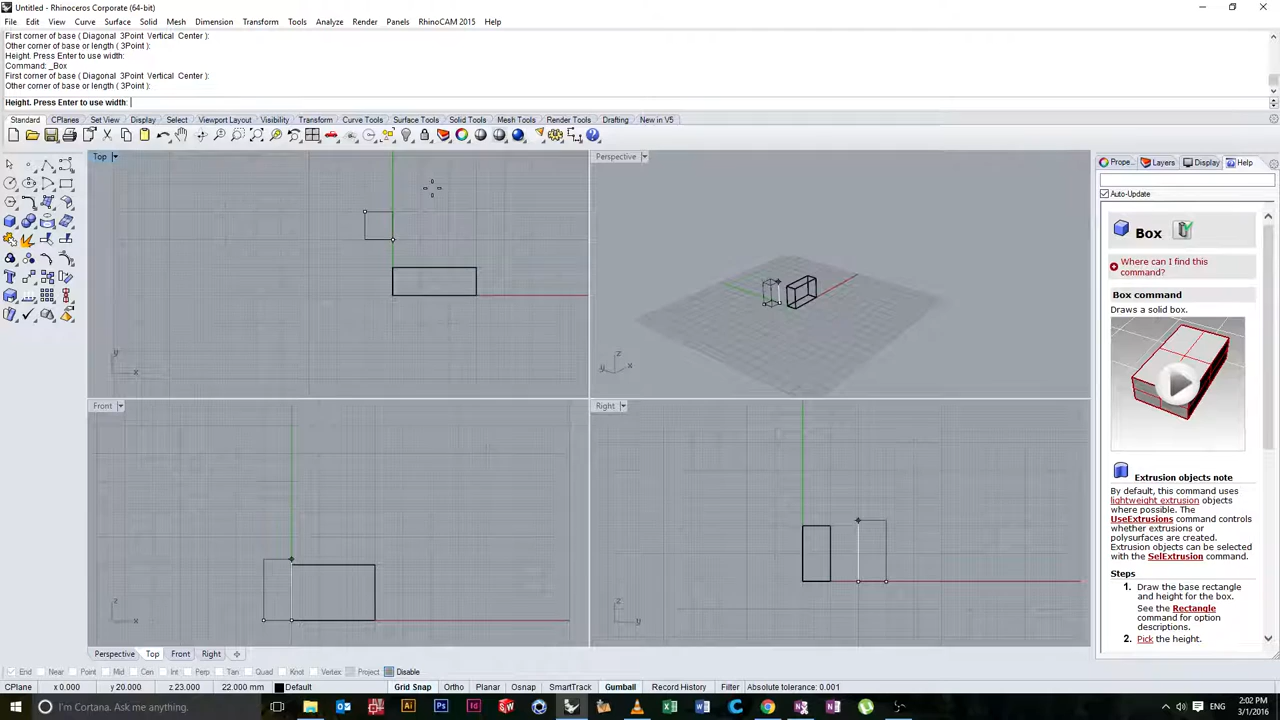 Untitled - Rhinoceros Corporate (64-bit)
File Edit View Curve Surface Solid Mesh Dimension Transform Tools Analyze Render Panels RhinoCAM 2015 Help
First corner of base ( Diagonal 3Point Vertical Center ):
Other corner of base or length ( 3Point ):
Height. Press Enter to use width:
Command: _Box
First corner of base ( Diagonal 3Point Vertical Center ):
Other corner of base or length ( 3Point ):
Height. Press Enter to use width:
Standard CPlanes Set View Display Select Viewport Layout Visibility Transform Curve Tools Surface Tools Solid Tools Mesh Tools Render Tools Drafting New in V5
Top
Perspective
Prope... Layers Display Help
Auto-Update
Box
Where can I find this
command?
Box command
Draws a solid box.
y
x
z
y
x
Front
Right
Extrusion objects note
By default, this command uses
lightweight extrusion objects
where possible. The
UseExtrusions command controls
whether extrusions or
polysurfaces are created.
Extrusion objects can be selected
with the SelExtrusion command.
Steps
1. Draw the base rectangle
and height for the box.
See the Rectangle
command for option
descriptions.
2. Pick the height.
z
x
z
y
Perspective Top Front Right
End Near Point Mid Cen Int Perp Tan Quad Knot Vertex Project Disable
CPlane x 0.000 y 20.000 z 23.000 22.000 mm Default Grid Snap Ortho Planar Osnap SmartTrack Gumball Record History Filter Absolute tolerance: 0.001
I'm Cortana. Ask me anything.
ENG
2:02 PM
3/1/2016